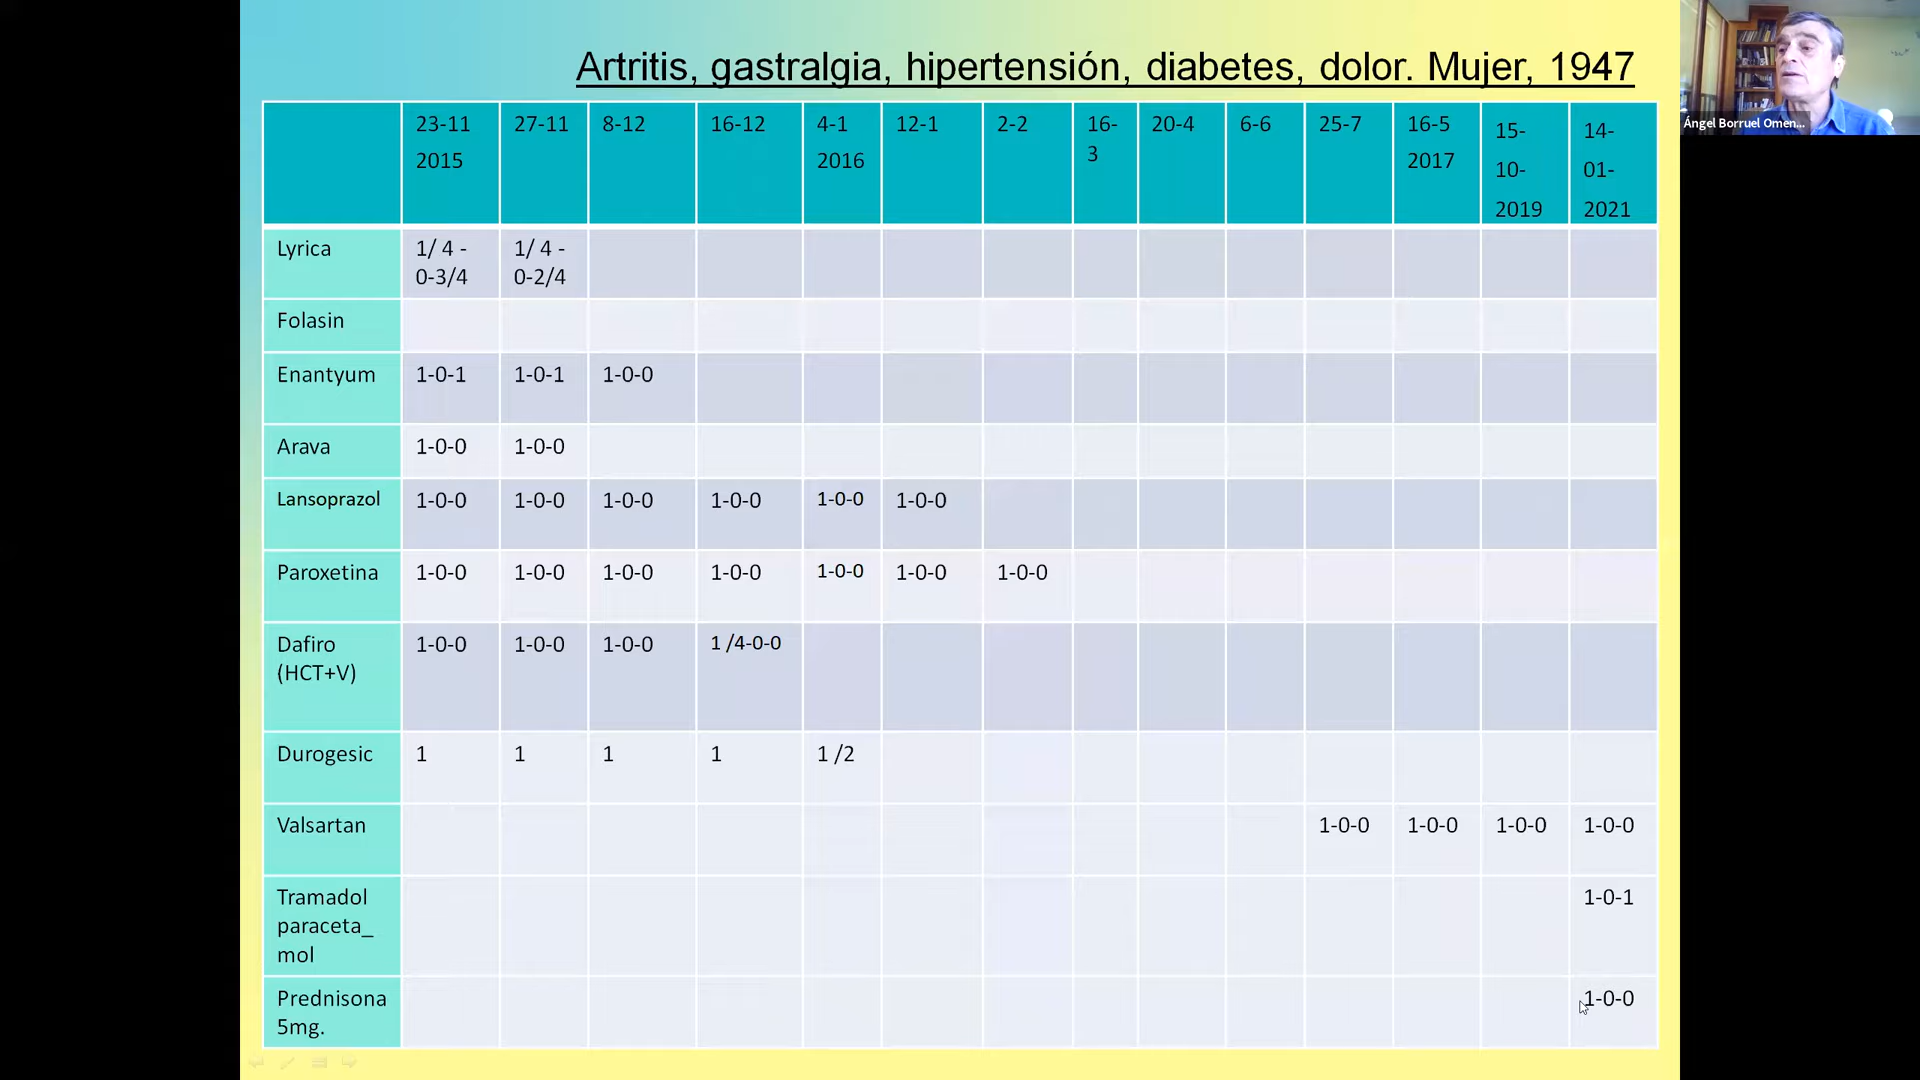 Artritis, gastralgia, hipertensión, diabetes, dolor. Mujer, 1947
Ángel Borruel Omen...
23-11 27-11 8-12 16-12 4-1 12-1 2-2 16- 20-4 6-6 25-7 16-5 15- 14-
2015 2016 3 2017 10- 01-
2019 2021
Lyrica 1/ 4 - 1/ 4 -
0-3/4 0-2/4
Folasin
Enantyum 1-0-1 1-0-1 1-0-0
Arava 1-0-0 1-0-0
Lansoprazol 1-0-0 1-0-0 1-0-0 1-0-0 1-0-0 1-0-0
Paroxetina 1-0-0 1-0-0 1-0-0 1-0-0 1-0-0 1-0-0 1-0-0
Dafiro 1-0-0 1-0-0 1-0-0 1 /4-0-0
(HCT+V)
Durogesic 1 1 1 1 1 /2
Valsartan 1-0-0 1-0-0 1-0-0 1-0-0
Tramadol 1-0-1
paraceta_
mol
Prednisona 1-0-0
5mg.